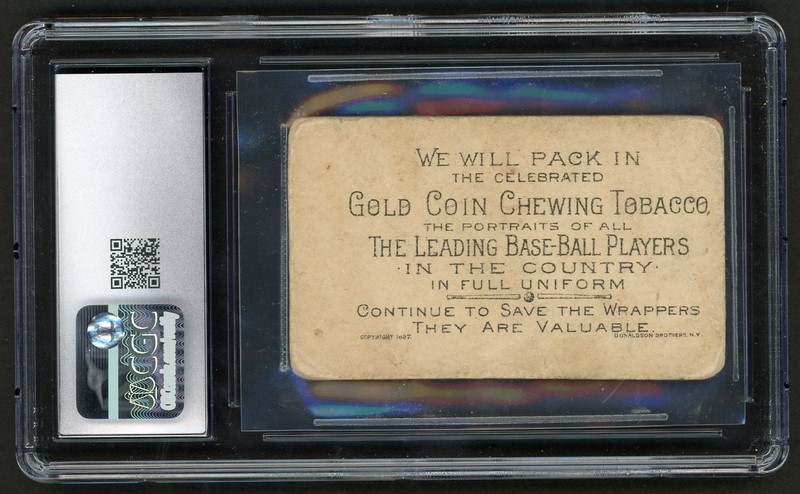 WE WILL PACK IN
THE CELEBRATED
GOLD COIN CHEWING TOBACCO,
THE PORTRAITS OF ALL
THE LEADING BASE-BALL PLAYERS
·IN THE COUNTRY·
IN FULL UNIFORM
CONTINUE TO SAVE THE WRAPPERS
THEY ARE VALUABLE.
COPYRIGHT 1887.
DONALDSON BROTHERS, N.Y.
CGC